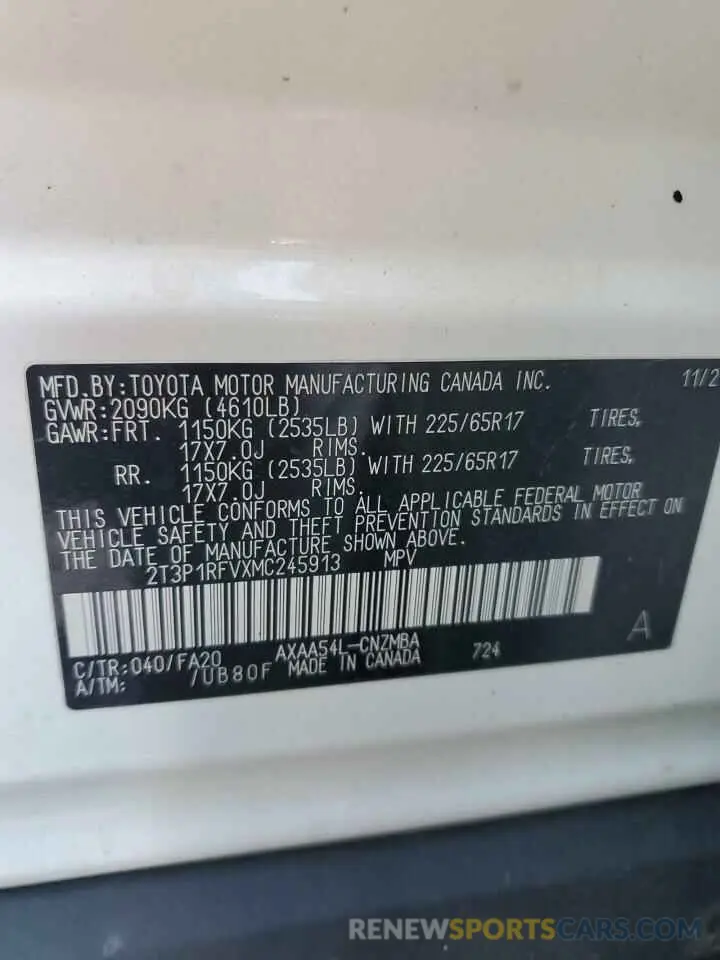 MFD.BY:TOYOTA MOTOR MANUFACTURING CANADA INC. 11/2
GVWR:2090KG (4610LB)
GAWR:FRT. 1150KG (2535LB) WITH 225/65R17 TIRES,
17X7.0J RIMS.
RR. 1150KG (2535LB) WITH 225/65R17 TIRES,
17X7.0J RIMS.
THIS VEHICLE CONFORMS TO ALL APPLICABLE FEDERAL MOTOR
VEHICLE SAFETY AND THEFT PREVENTION STANDARDS IN EFFECT ON
THE DATE OF MANUFACTURE SHOWN ABOVE.
2T3P1RFVXMC245913 MPV
C/TR:040/FA20 AXAA54L-CNZMBA 724 A
A/TM: /UB80F MADE IN CANADA
RENEWSPORTSCARS.COM